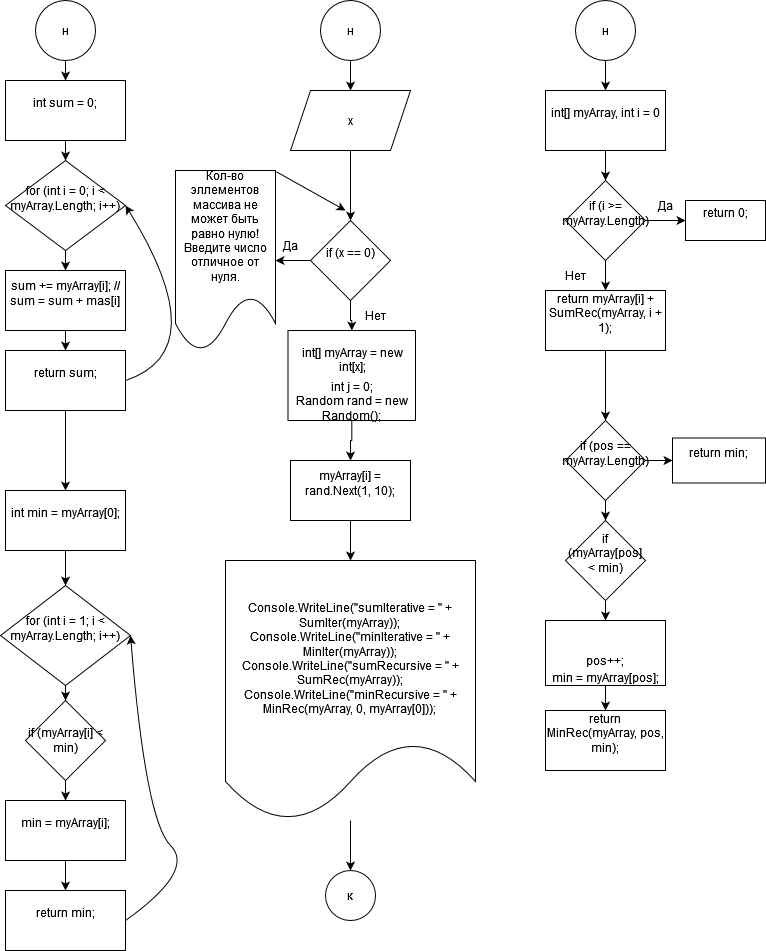 н
int sum = 0;
for (int i = 0; i <
myArray.Length; i++)
sum += myArray[i]; //
sum = sum + mas[i]
return sum;
int min = myArray[0];
for (int i = 1; i <
myArray.Length; i++)
if (myArray[i] <
min)
min = myArray[i];
return min;
н
x
Кол-во
эллементов
массива не
может быть
равно нулю!
Введите число
отличное от
нуля.
Да
if (x == 0)
Нет
int[] myArray = new
int[x];
int j = 0;
Random rand = new
Random();
myArray[i] =
rand.Next(1, 10);
Console.WriteLine("sumIterative = " +
SumIter(myArray));
Console.WriteLine("minIterative = " +
MinIter(myArray));
Console.WriteLine("sumRecursive = " +
SumRec(myArray));
Console.WriteLine("minRecursive = " +
MinRec(myArray, 0, myArray[0]));
к
н
int[] myArray, int i = 0
if (i >=
myArray.Length)
Да
return 0;
Нет
return myArray[i] +
SumRec(myArray, i +
1);
if (pos ==
myArray.Length)
return min;
if
(myArray[pos]
< min)
pos++;
min = myArray[pos];
return
MinRec(myArray, pos,
min);